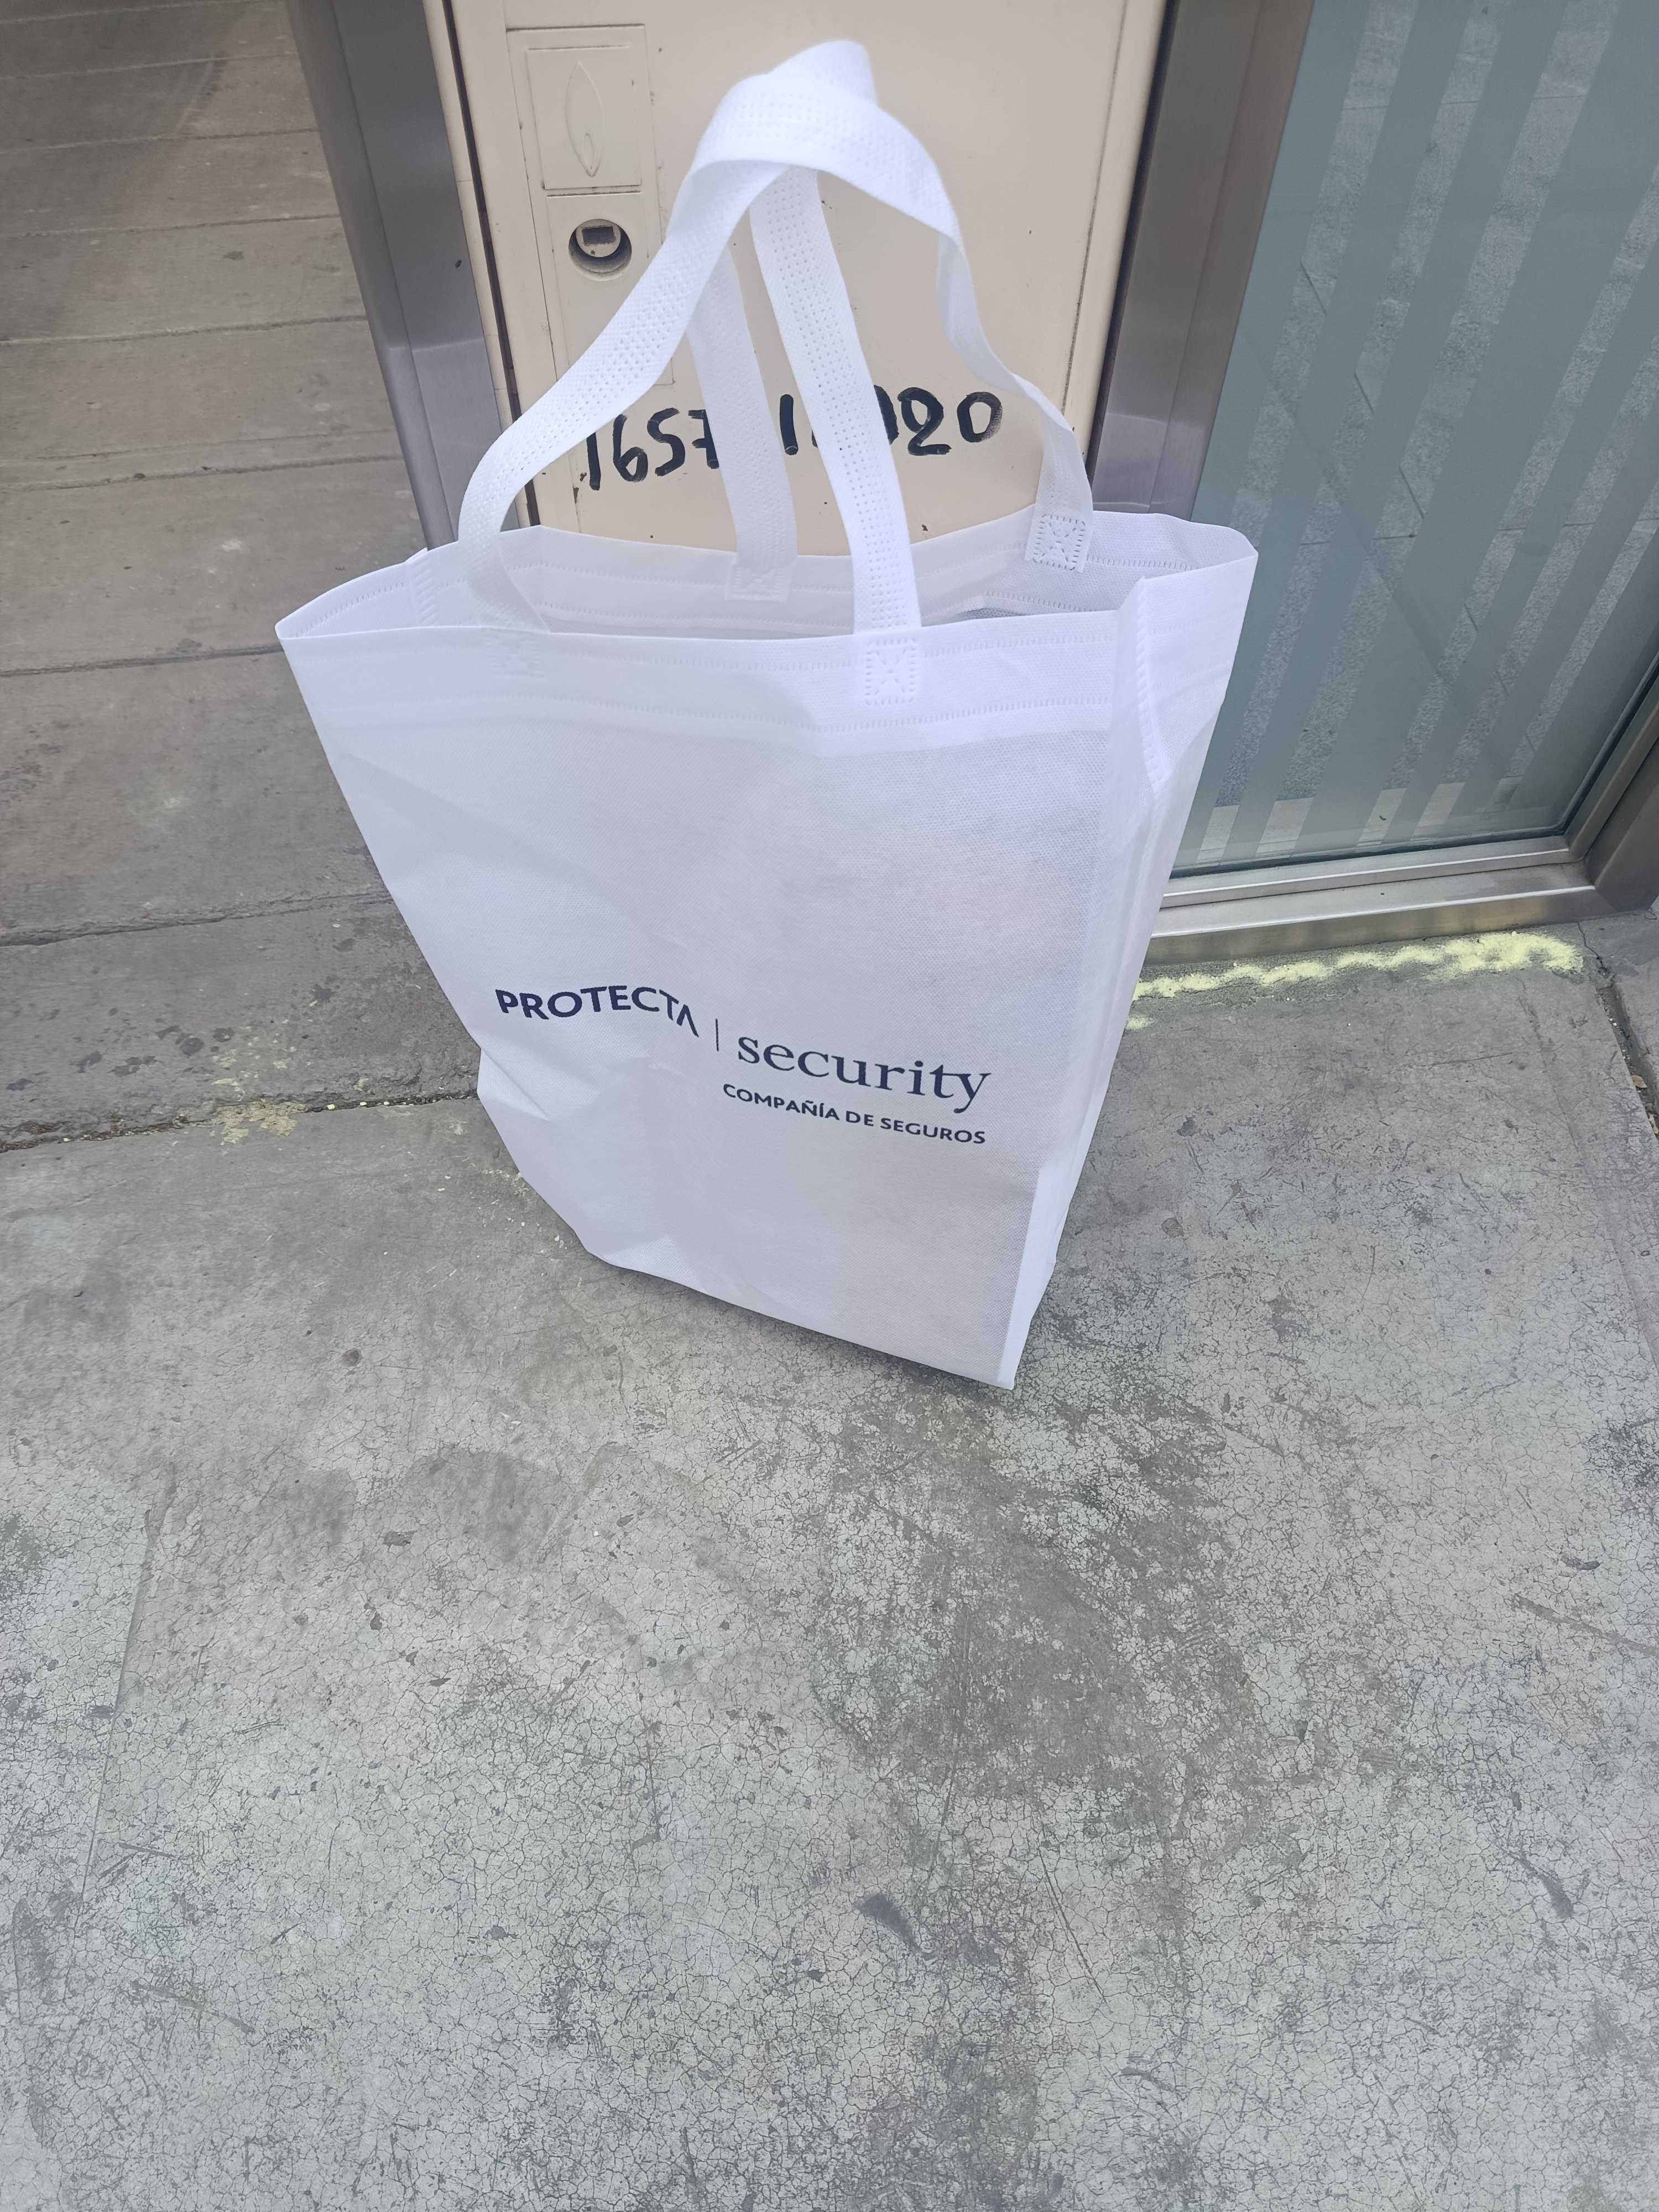 PROTECTA | security
COMPAÑÍA DE SEGUROS